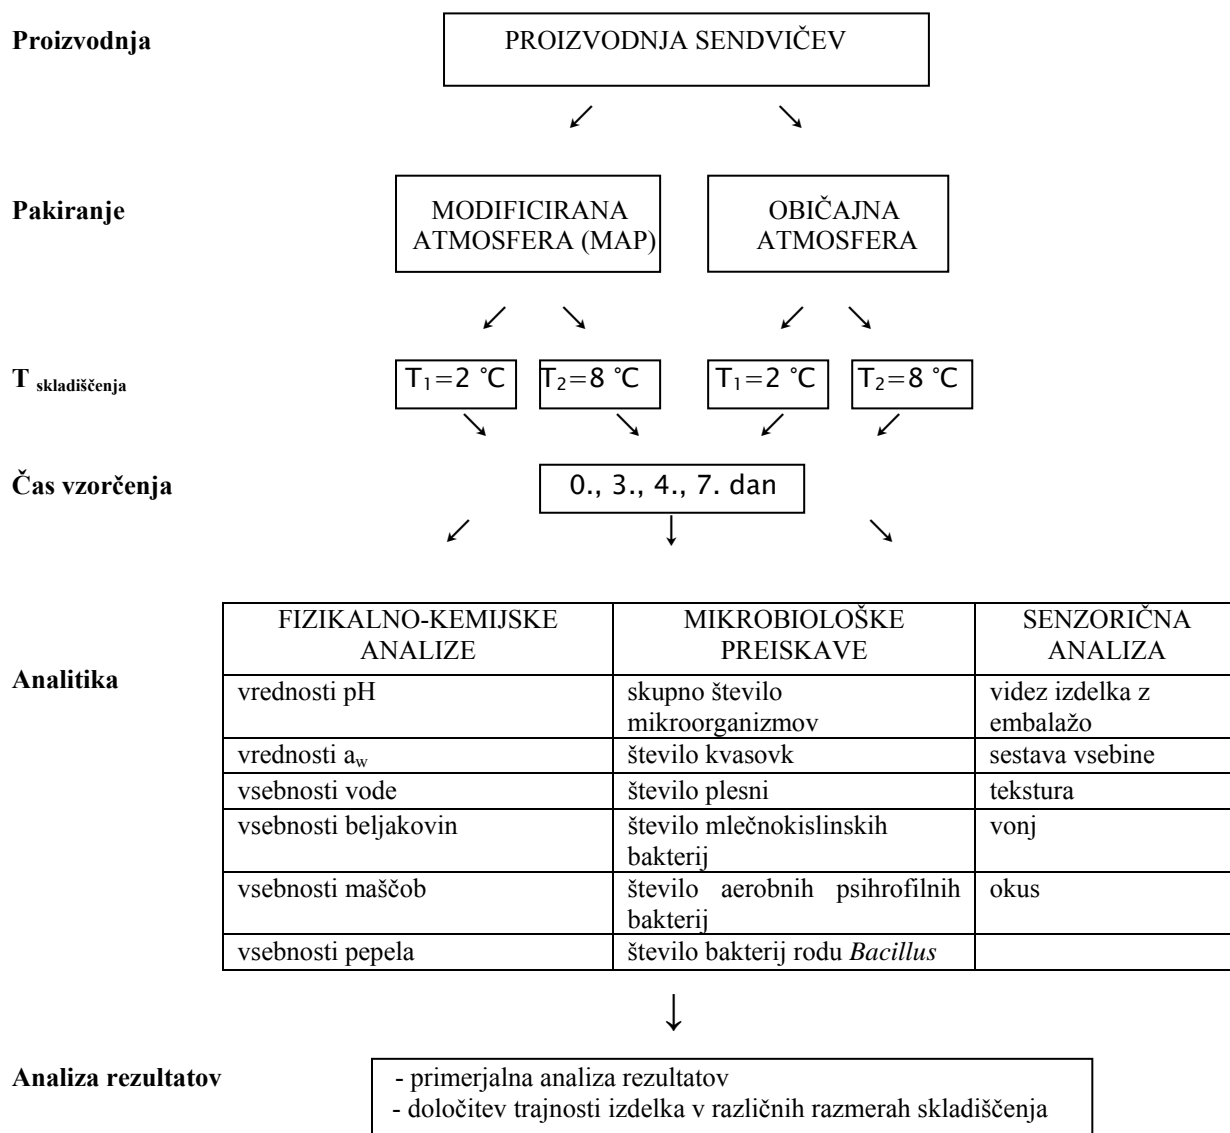 Proizvodnja
PROIZVODNJA SENDVIČEV
Pakiranje
MODIFICIRANA
ATMOSFERA (MAP)
OBIČAJNA
ATMOSFERA
T skladiščenja
T1=2 °C
T2=8 °C
T1=2 °C
T2=8 °C
Čas vzorčenja
0., 3., 4., 7. dan
Analitika
FIZIKALNO-KEMIJSKE
ANALIZE
MIKROBIOLOŠKE
PREISKAVE
SENZORIČNA
ANALIZA
vrednosti pH
skupno število
mikroorganizmov
videz izdelka z
embalažo
vrednosti aw
število kvasovk
sestava vsebine
vsebnosti vode
število plesni
tekstura
vsebnosti beljakovin
število mlečnokislinskih
bakterij
vonj
vsebnosti maščob
število aerobnih psihrofilnih
bakterij
okus
vsebnosti pepela
število bakterij rodu Bacillus
Analiza rezultatov
- primerjalna analiza rezultatov
- določitev trajnosti izdelka v različnih razmerah skladiščenja